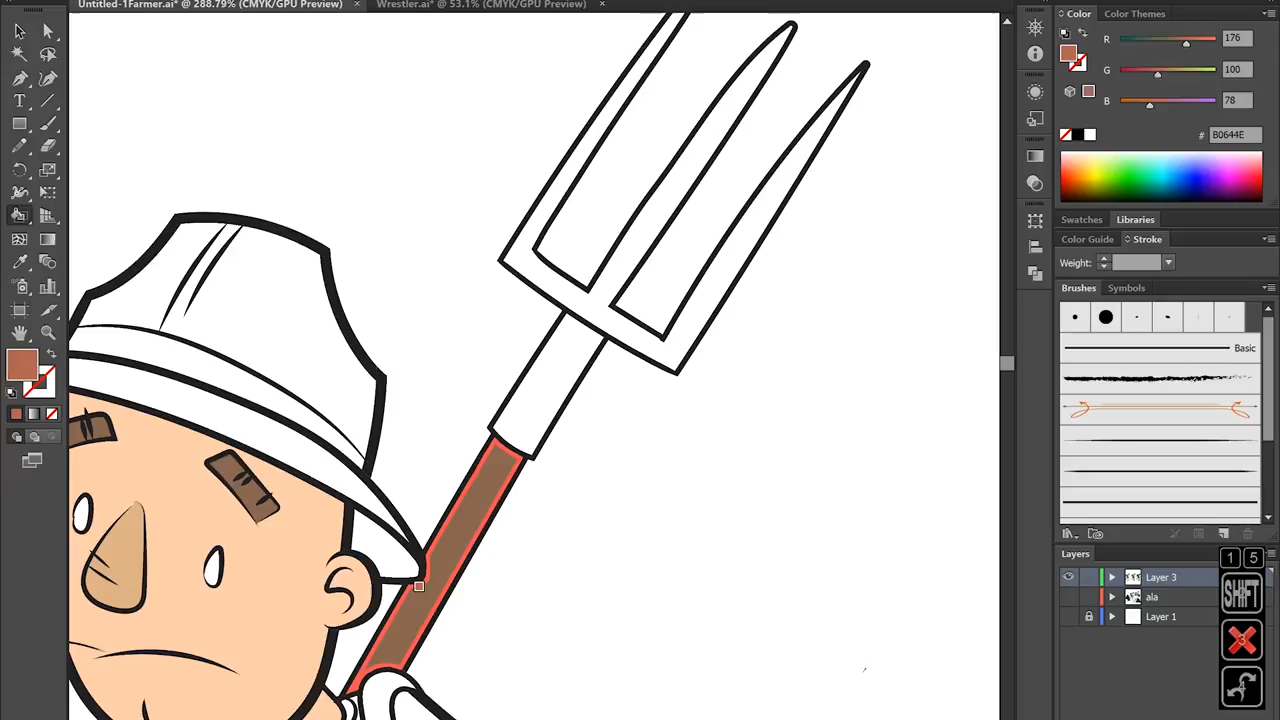 Untitled-1Farmer.ai* @ 288.79% (CMYK/GPU Preview) ×
Wrestler.ai* @ 53.1% (CMYK/GPU Preview) ×
Color
Color Themes
R 176
G 100
B 78
# B0644E
Swatches
Libraries
Color Guide
Stroke
Weight:
Brushes
Symbols
Basic
Layers
Layer 3
ala
Layer 1
1 5
SHIFT
3